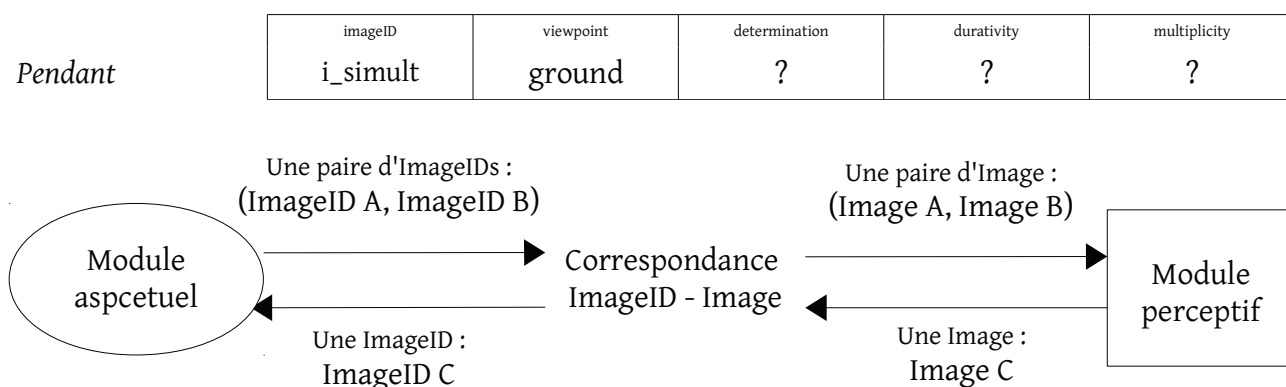 imageID viewpoint determination durativity multiplicity
Pendant i_simult ground ? ? ?
Une paire d'ImageIDs :
(ImageID A, ImageID B)
Une paire d'Image :
(Image A, Image B)
Module
aspcetuel
Correspondance
ImageID - Image
Module
perceptif
Une ImageID :
ImageID C
Une Image :
Image C